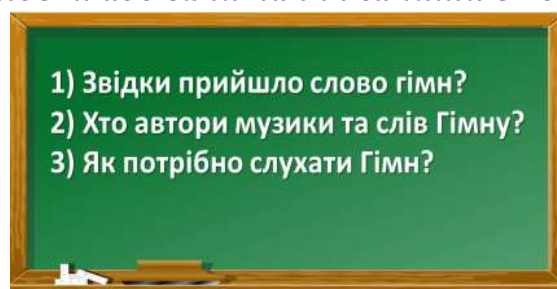 1) Звідки прийшло слово гімн?
2) Хто автори музики та слів Гімну?
3) Як потрібно слухати Гімн?